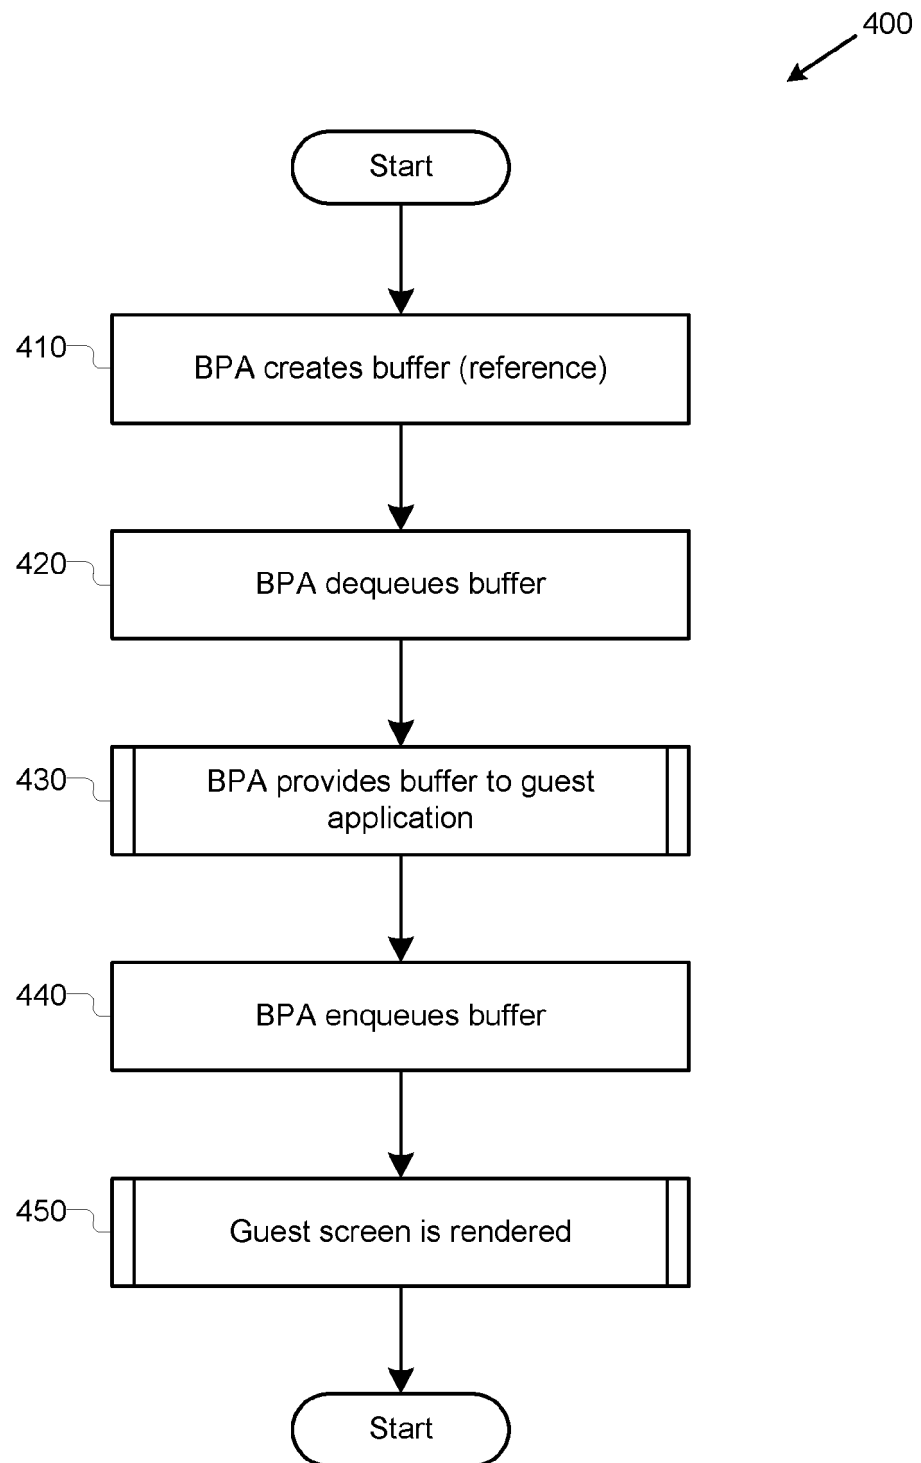 400
Start
410
BPA creates buffer (reference)
420
BPA dequeues buffer
430
BPA provides buffer to guest
application
440
BPA enqueues buffer
450
Guest screen is rendered
Start